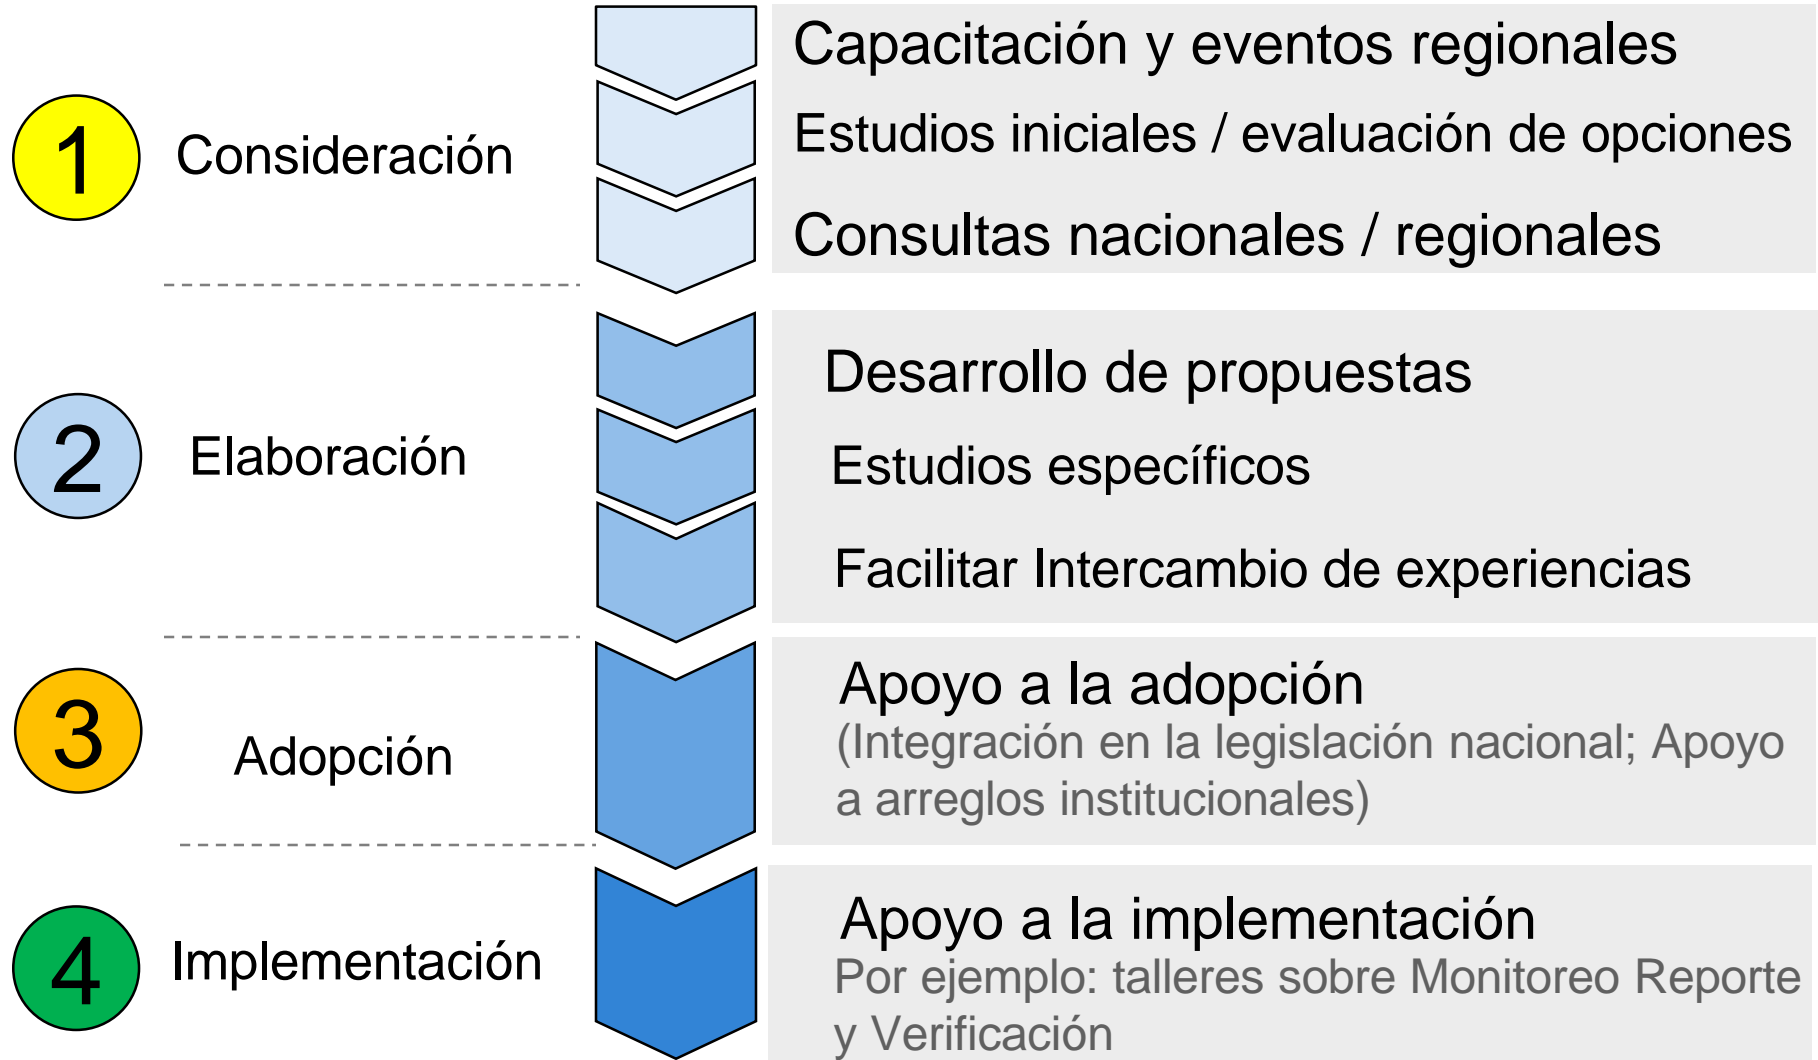 1
Consideración
Capacitación y eventos regionales
Estudios iniciales / evaluación de opciones
Consultas nacionales / regionales
2
Elaboración
Desarrollo de propuestas
Estudios específicos
Facilitar Intercambio de experiencias
3
Adopción
Apoyo a la adopción
(Integración en la legislación nacional; Apoyo
a arreglos institucionales)
4
Implementación
Apoyo a la implementación
Por ejemplo: talleres sobre Monitoreo Reporte
y Verificación